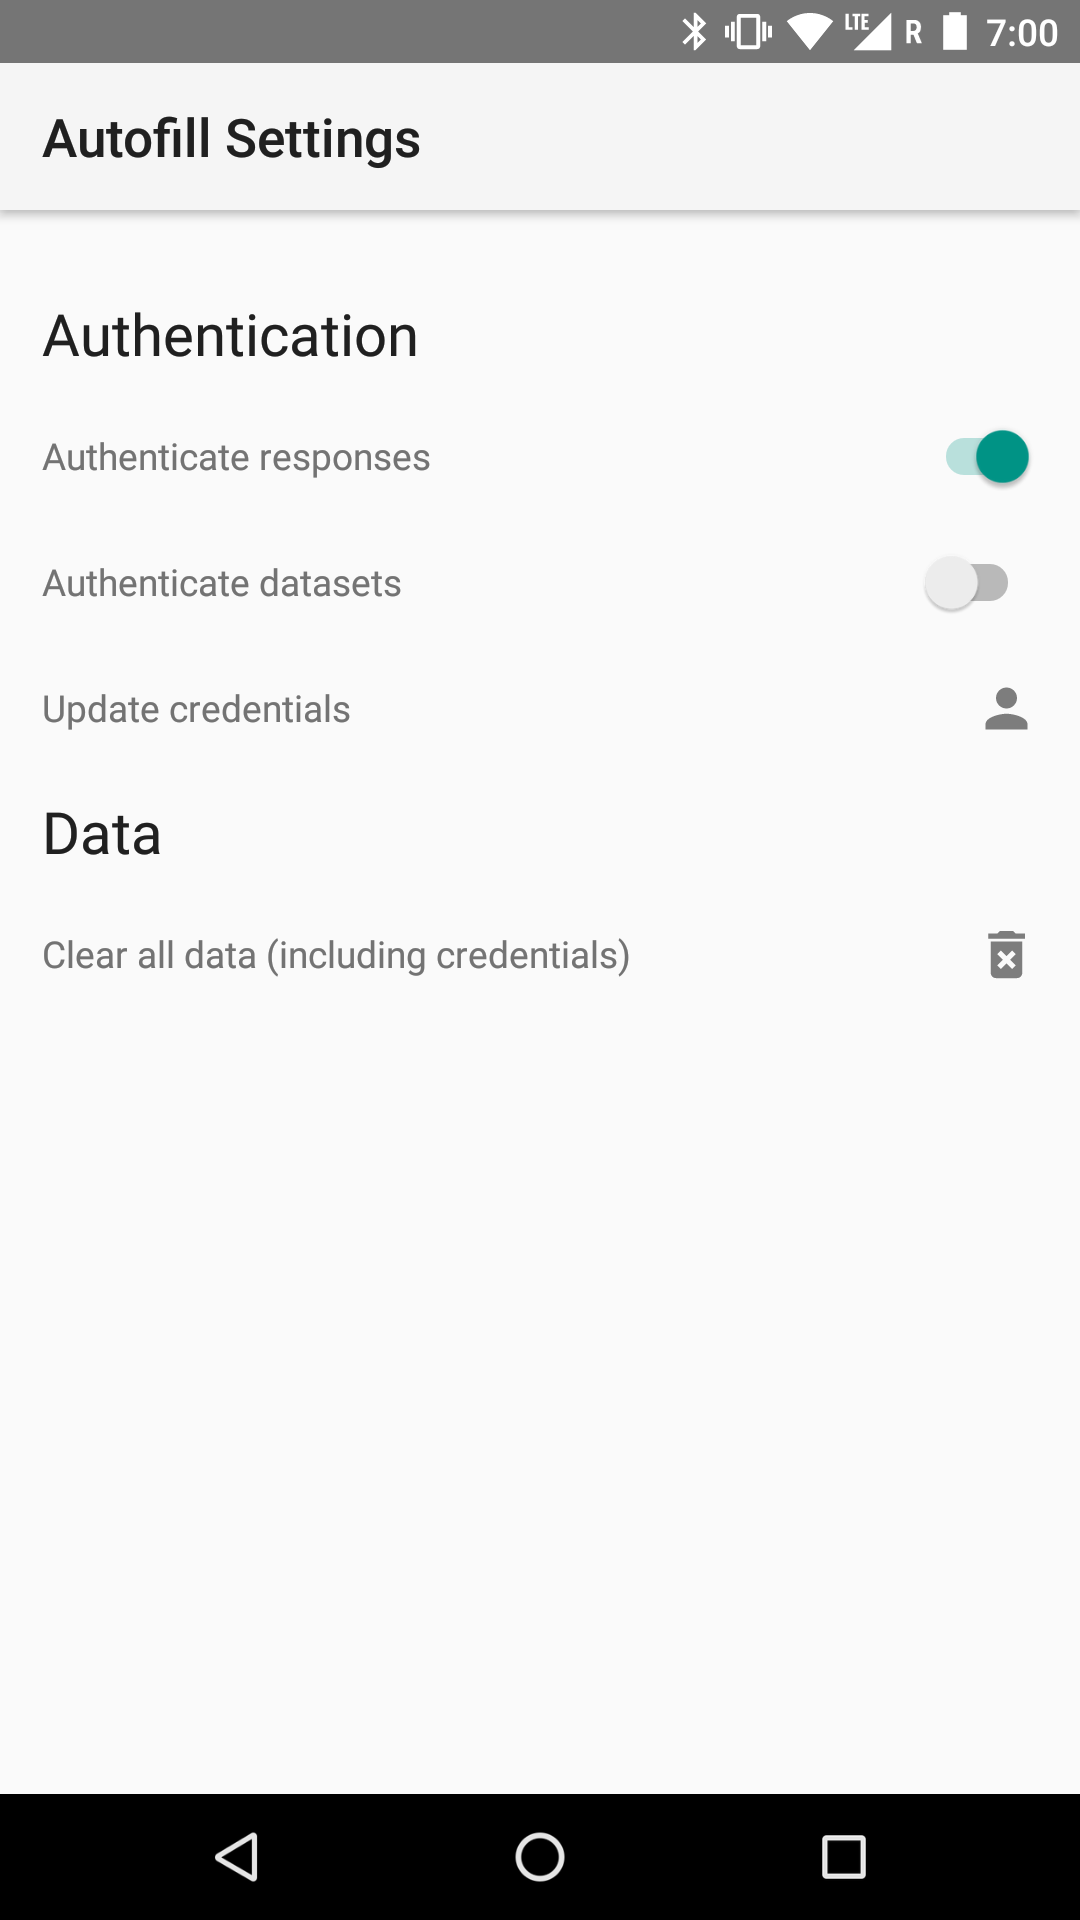 LTE R 7:00
Autofill Settings
Authentication
Authenticate responses
Authenticate datasets
Update credentials
Data
Clear all data (including credentials)